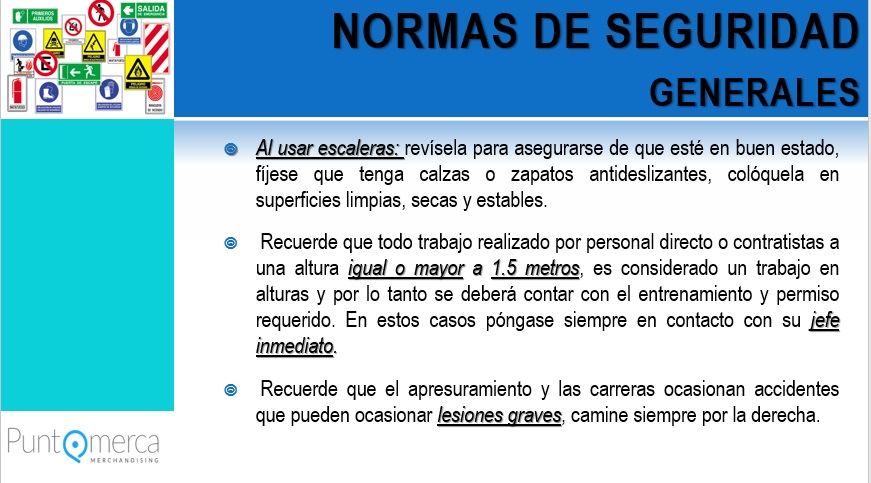 PRIMEROS AUXILIOS
SALIDA
DE EMERGENCIA
NORMAS DE SEGURIDAD
GENERALES
Al usar escaleras: revísela para asegurarse de que esté en buen estado,
fíjese que tenga calzas o zapatos antideslizantes, colóquela en
superficies limpias, secas y estables.
Recuerde que todo trabajo realizado por personal directo o contratistas a
una altura igual o mayor a 1.5 metros, es considerado un trabajo en
alturas y por lo tanto se deberá contar con el entrenamiento y permiso
requerido. En estos casos póngase siempre en contacto con su jefe
inmediato.
Recuerde que el apresuramiento y las carreras ocasionan accidentes
que pueden ocasionar lesiones graves, camine siempre por la derecha.
Puntomerca
MERCHANDISING